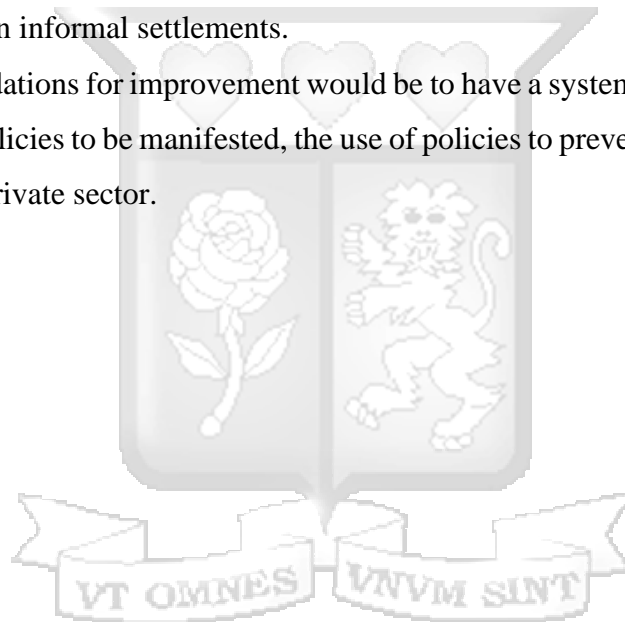 n informal settlements.
dations for improvement would be to have a system
licies to be manifested, the use of policies to preve
rivate sector.
VT OMNES VNVM SINT